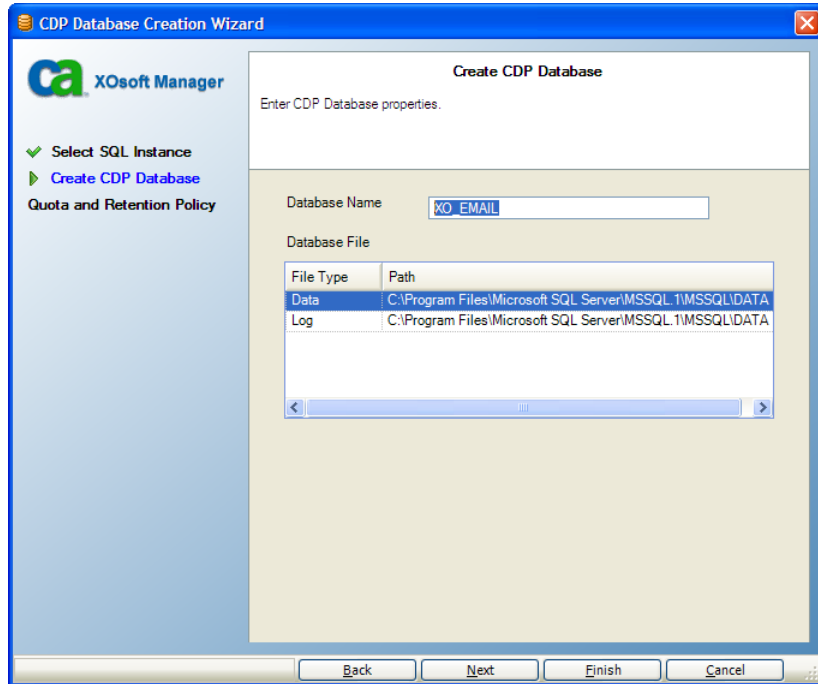 CDP Database Creation Wizard
ca
XOsoft Manager
Select SQL Instance
Create CDP Database
Quota and Retention Policy
Create CDP Database
Enter CDP Database properties.
Database Name XO_EMAIL
Database File
File Type Path
Data C:\Program Files\Microsoft SQL Server\MSSQL.1\MSSQL\DATA
Log C:\Program Files\Microsoft SQL Server\MSSQL.1\MSSQL\DATA
Back Next Finish Cancel